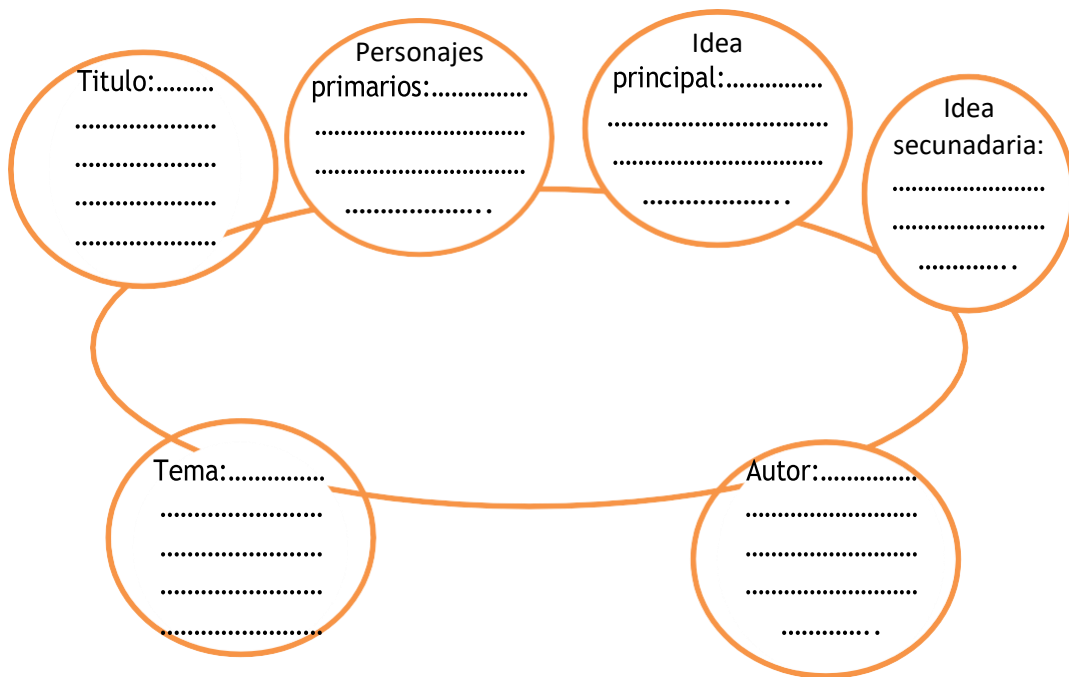 Titulo:.........
......................
......................
......................
......................
Personajes
primarios:...............
.................................
.................................
......................
Idea
principal:...............
..................................
.................................
......................
Idea
secunadaria:
........................
........................
...............
Tema:...............
.........................
.........................
.........................
.........................
Autor:...............
...........................
...........................
...........................
...............